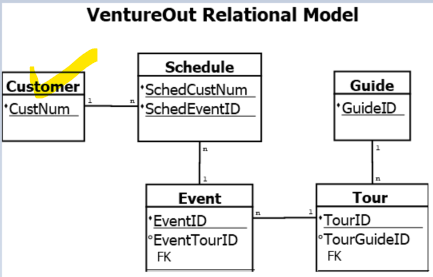 VentureOut Relational Model
Customer
*CustNum
1
n
Schedule
*SchedCustNum
*SchedEventID
Guide
*GuideID
n
1
1
n
Event
*EventID
°EventTourID
FK
n
1
Tour
*TourID
°TourGuideID
FK